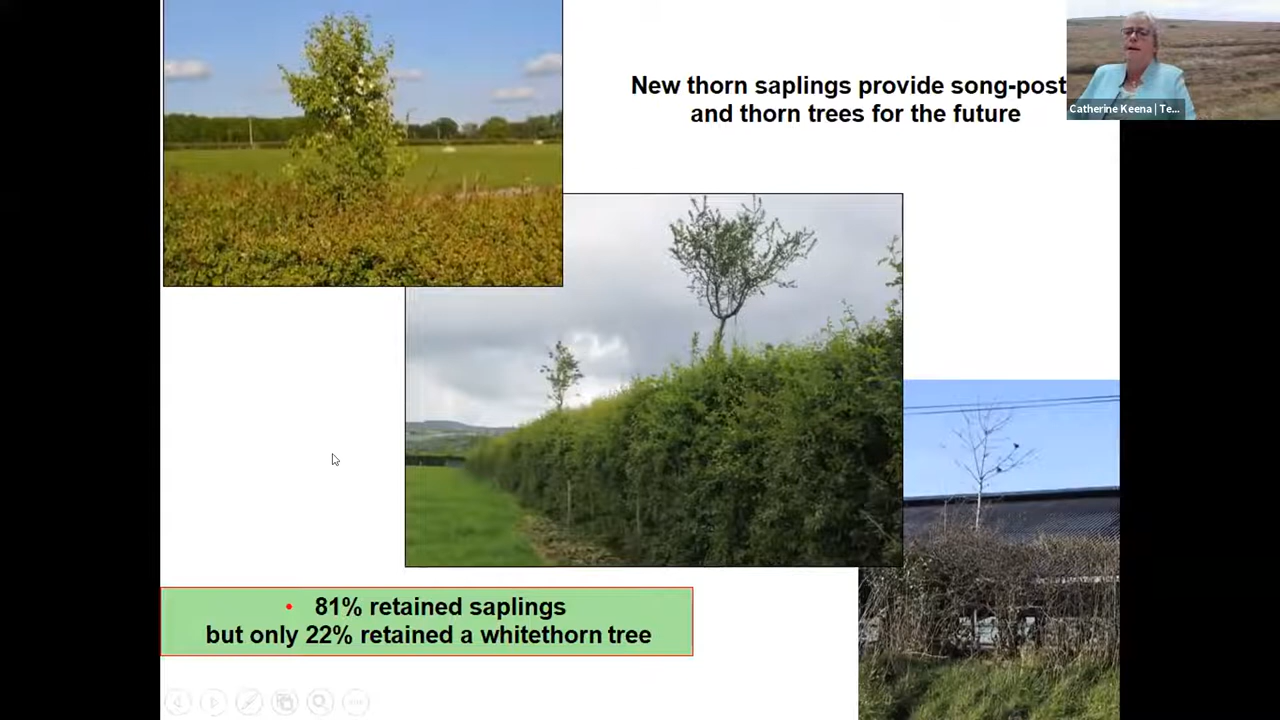 New thorn saplings provide song-post
and thorn trees for the future
Catherine Keena | Te...
• 81% retained saplings
but only 22% retained a whitethorn tree